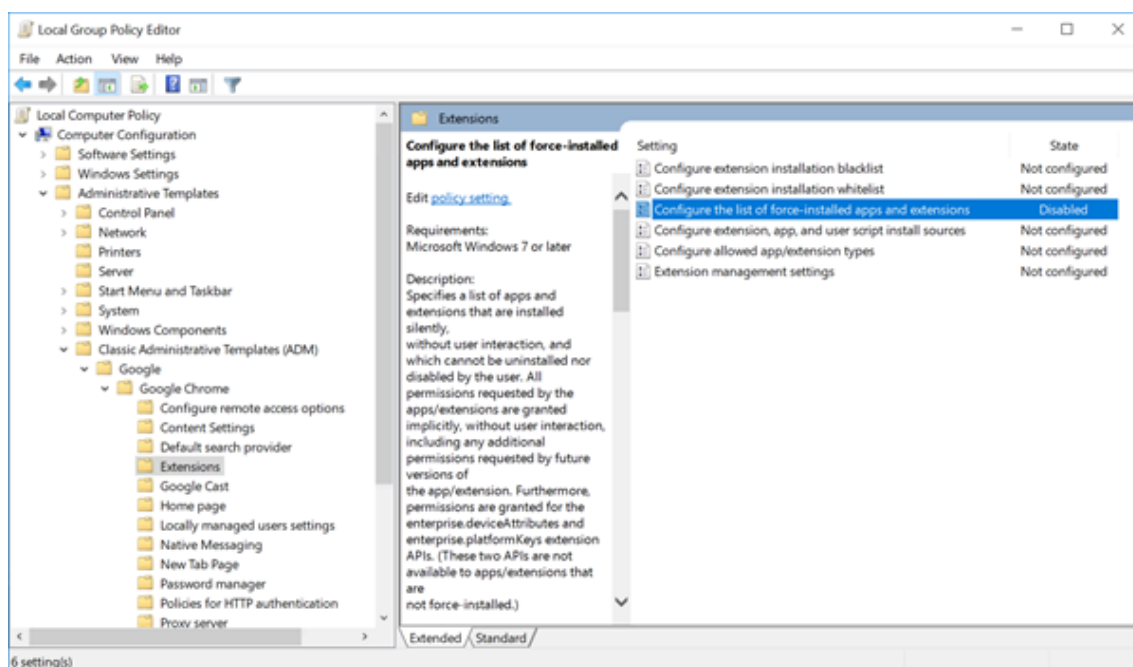 Local Group Policy Editor
File Action View Help
Local Computer Policy
Computer Configuration
Software Settings
Windows Settings
Administrative Templates
Control Panel
Network
Printers
Server
Start Menu and Taskbar
System
Windows Components
Classic Administrative Templates (ADM)
Google
Google Chrome
Configure remote access options
Content Settings
Default search provider
Extensions
Google Cast
Home page
Locally managed users settings
Native Messaging
New Tab Page
Password manager
Policies for HTTP authentication
Proxy server
Extensions
Configure the list of force-installed
apps and extensions
Edit policy setting.
Requirements:
Microsoft Windows 7 or later
Description:
Specifies a list of apps and
extensions that are installed
silently,
without user interaction, and
which cannot be uninstalled nor
disabled by the user. All
permissions requested by the
apps/extensions are granted
implicitly, without user interaction,
including any additional
permissions requested by future
versions of
the app/extension. Furthermore,
permissions are granted for the
enterprise.deviceAttributes and
enterprise.platformKeys extension
APIs. (These two APIs are not
available to apps/extensions that
are
not force-installed.)
Setting State
Configure extension installation blacklist Not configured
Configure extension installation whitelist Not configured
Configure the list of force-installed apps and extensions Disabled
Configure extension, app, and user script install sources Not configured
Configure allowed app/extension types Not configured
Extension management settings Not configured
Extended Standard
6 setting(s)